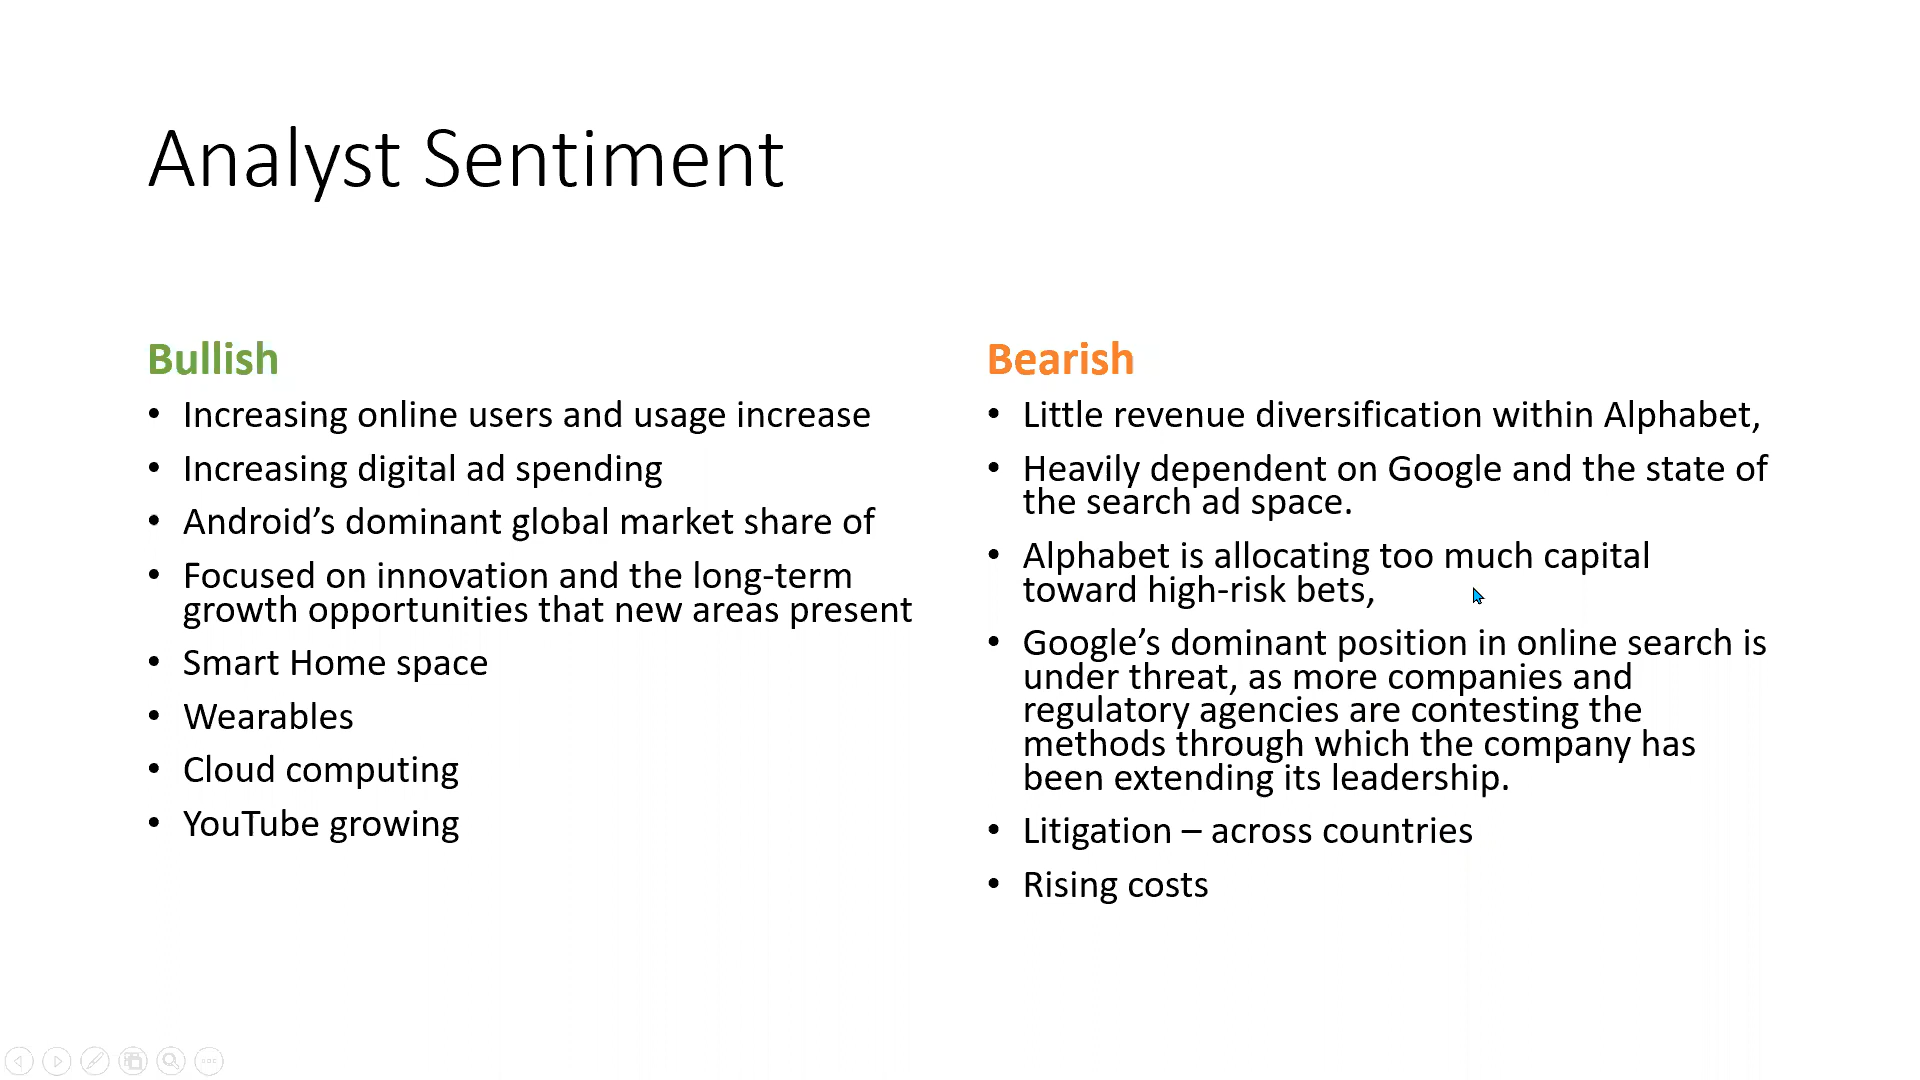 Analyst Sentiment
Bullish
• Increasing online users and usage increase
• Increasing digital ad spending
• Android’s dominant global market share of
• Focused on innovation and the long-term
growth opportunities that new areas present
• Smart Home space
• Wearables
• Cloud computing
• YouTube growing
Bearish
• Little revenue diversification within Alphabet,
• Heavily dependent on Google and the state of
the search ad space.
• Alphabet is allocating too much capital
toward high-risk bets,
• Google’s dominant position in online search is
under threat, as more companies and
regulatory agencies are contesting the
methods through which the company has
been extending its leadership.
• Litigation – across countries
• Rising costs